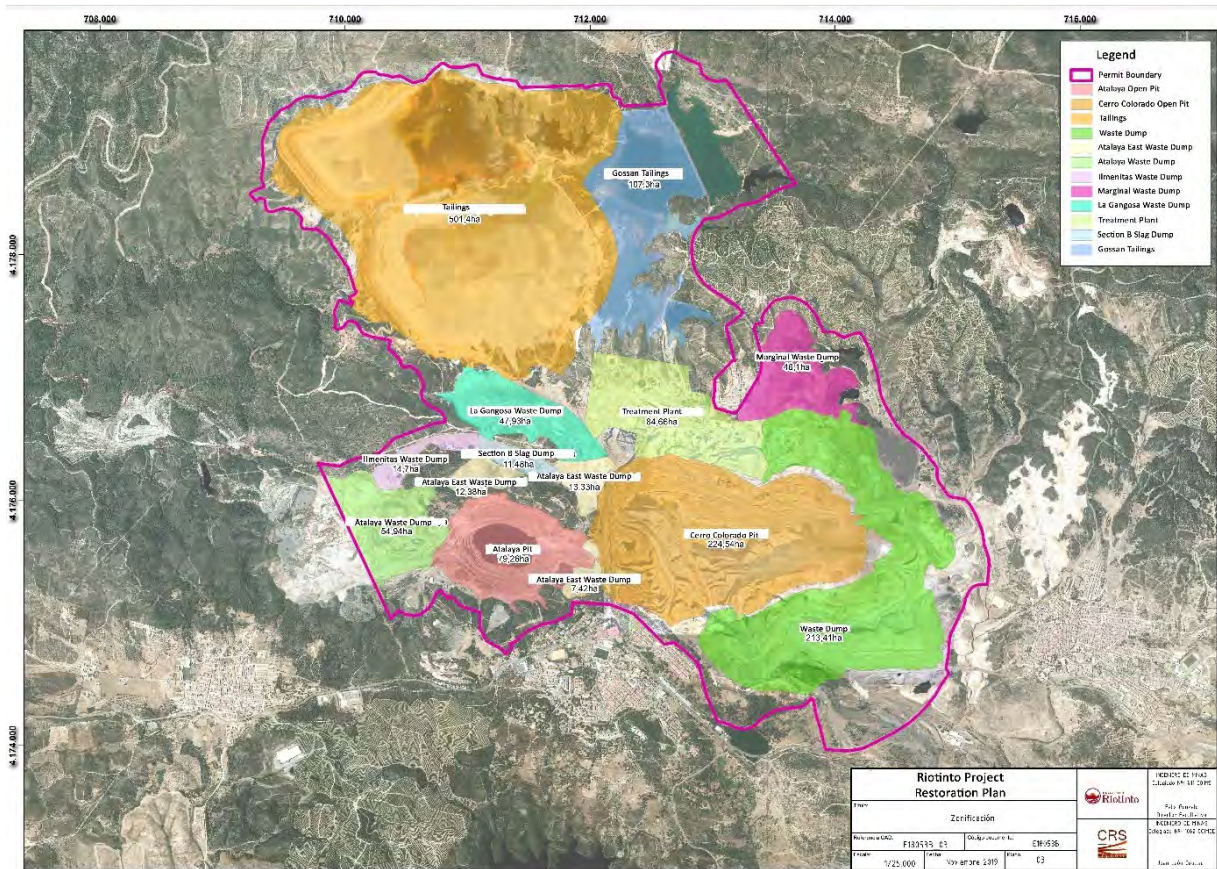 708.000 710.000 712.000 714.000 716.000
Legend
Permit Boundary
Atalaya Open Pit
Cerro Colorado Open Pit
Tailings
Waste Dump
Atalaya East Waste Dump
Atalaya Waste Dump
Ilmenitas Waste Dump
Marginal Waste Dump
La Gangosa Waste Dump
Treatment Plant
Section B Slag Dump
Gossan Tailings
Gossan Tailings
107,3ha
Tailings
501,4ha
4.178.000
Marginal Waste Dump
48,1ha
La Gangosa Waste Dump
47,93ha
Treatment Plant
84,66ha
Ilmenitas Waste Dump
14,7ha
Section B Slag Dump
11,48ha
Atalaya East Waste Dump
12,38ha
Atalaya East Waste Dump
13,33ha
4.176.000
Atalaya Waste Dump
54,94ha
Atalaya Pit
79,26ha
Cerro Colorado Pit
224,54ha
Atalaya East Waste Dump
7,42ha
Waste Dump
213,41ha
4.174.000
Riotinto Project
Restoration Plan
Zonificación
1/25.000
Noviembre 2019
03
Riotinto
CRS
INGENIERO DE MINAS
INGENIERO DE MINAS